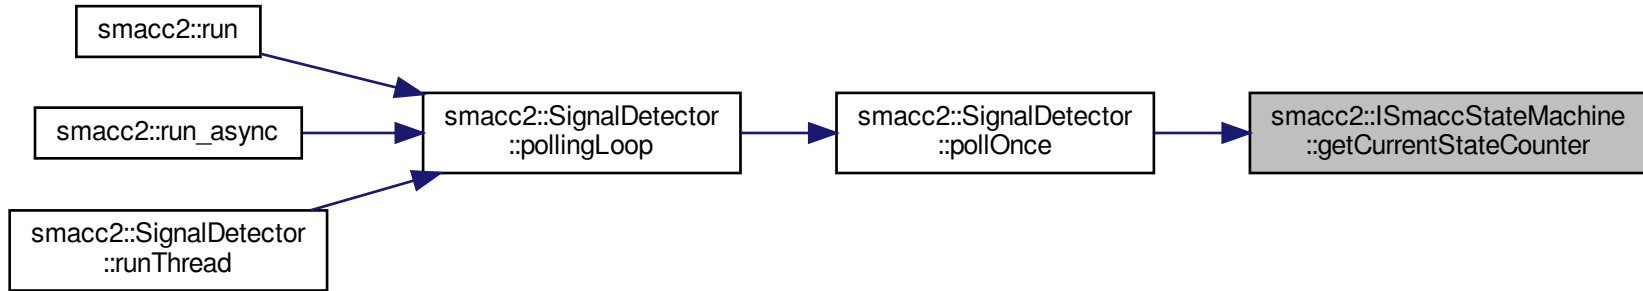 smacc2::run
smacc2::run_async
smacc2::SignalDetector
::runThread
smacc2::SignalDetector
::pollingLoop
smacc2::SignalDetector
::pollOnce
smacc2::ISmaccStateMachine
::getCurrentStateCounter